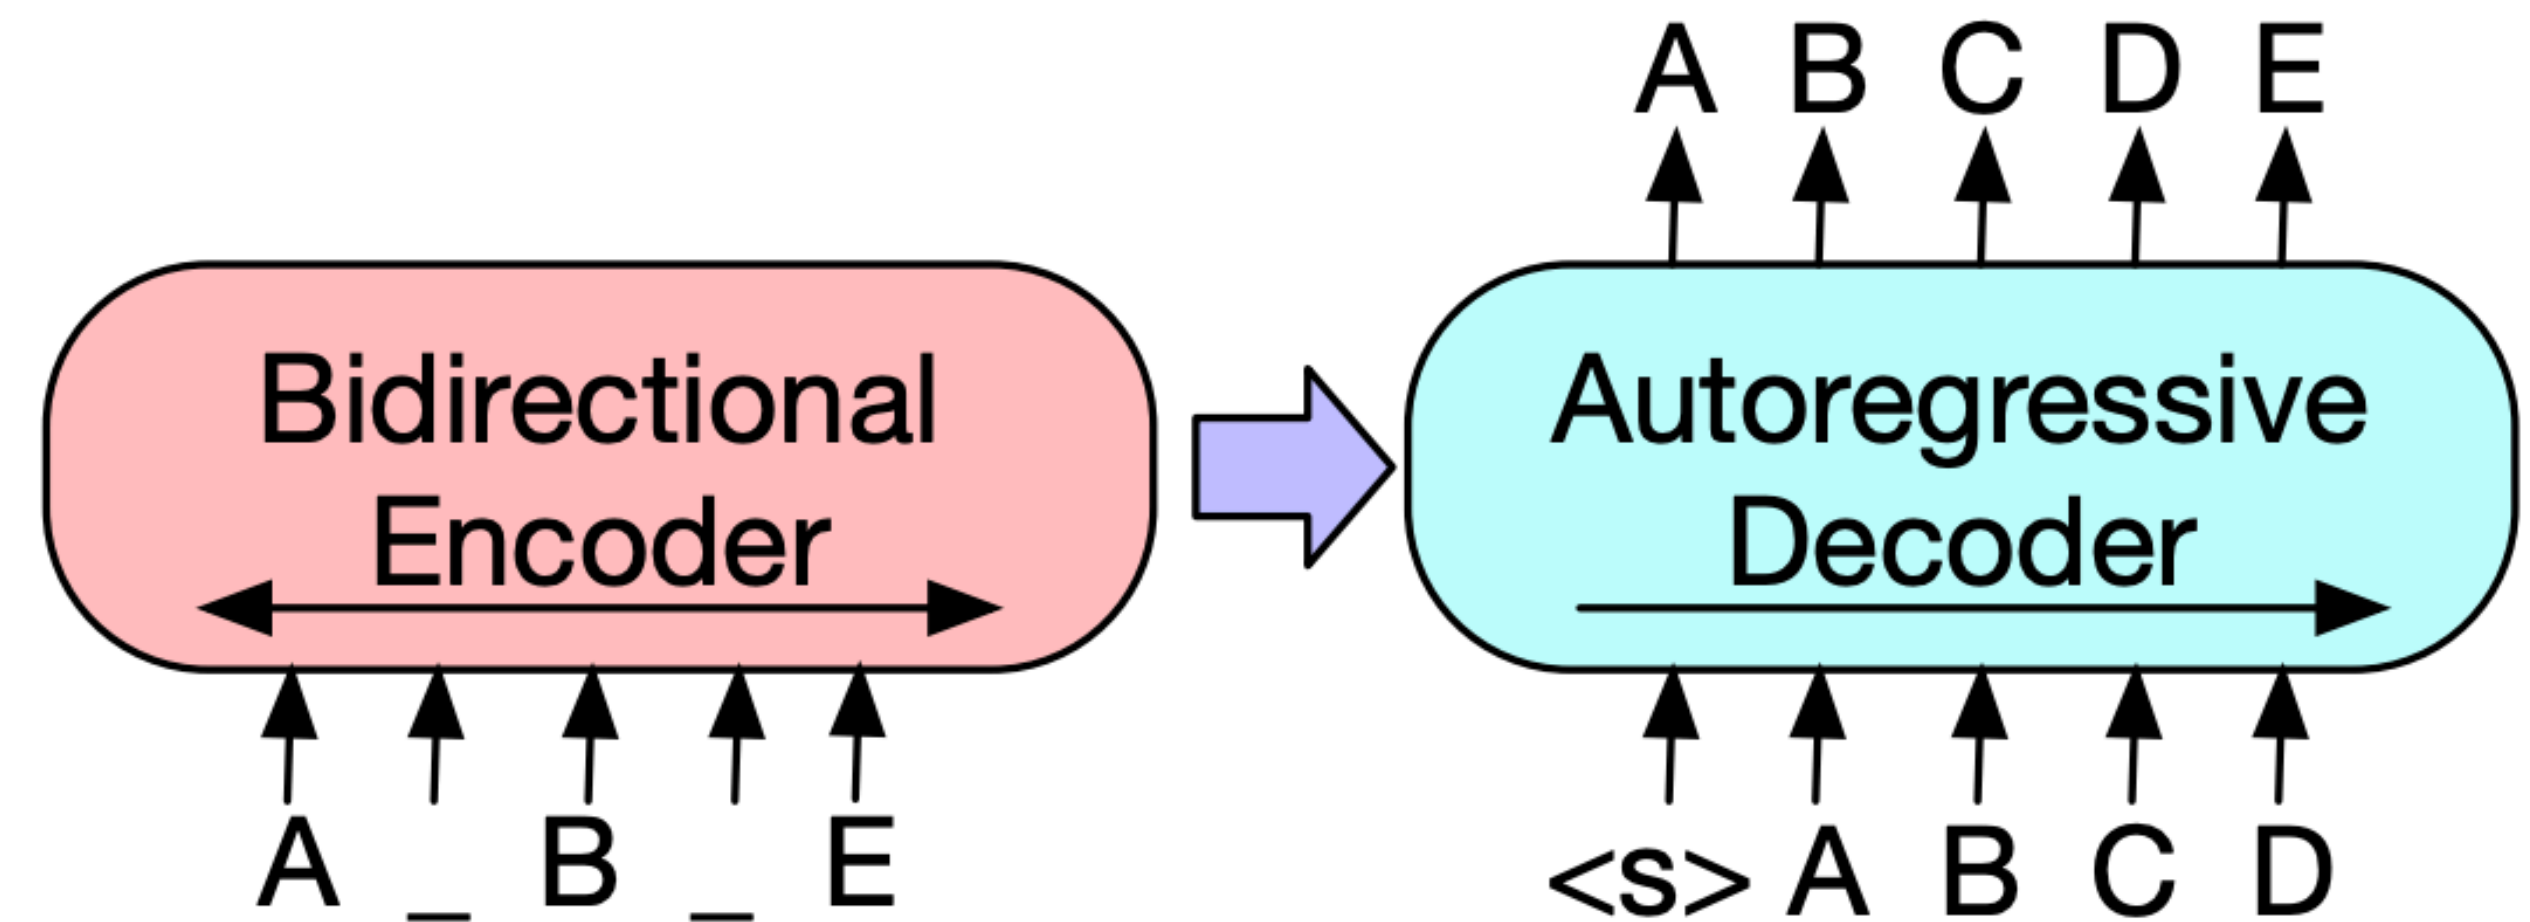 A B C D E
Bidirectional
Encoder
Autoregressive
Decoder
A _ B _ E
<s> A B C D